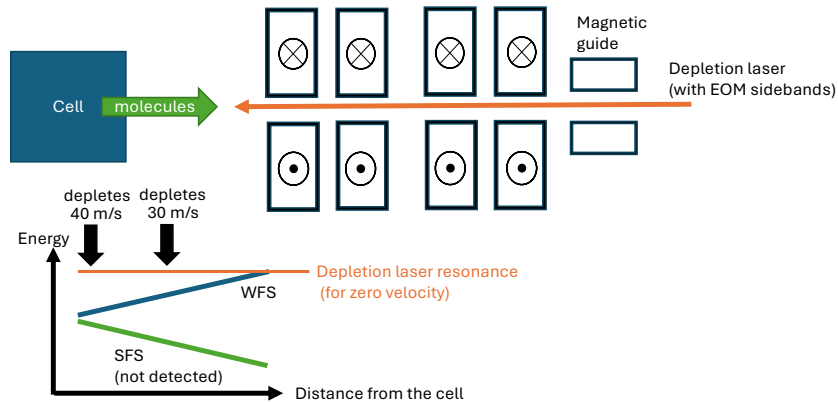 Magnetic
guide
Depletion laser
(with EOM sidebands)
Cell
molecules
depletes
40 m/s
depletes
30 m/s
Energy
Depletion laser resonance
(for zero velocity)
WFS
SFS
(not detected)
Distance from the cell